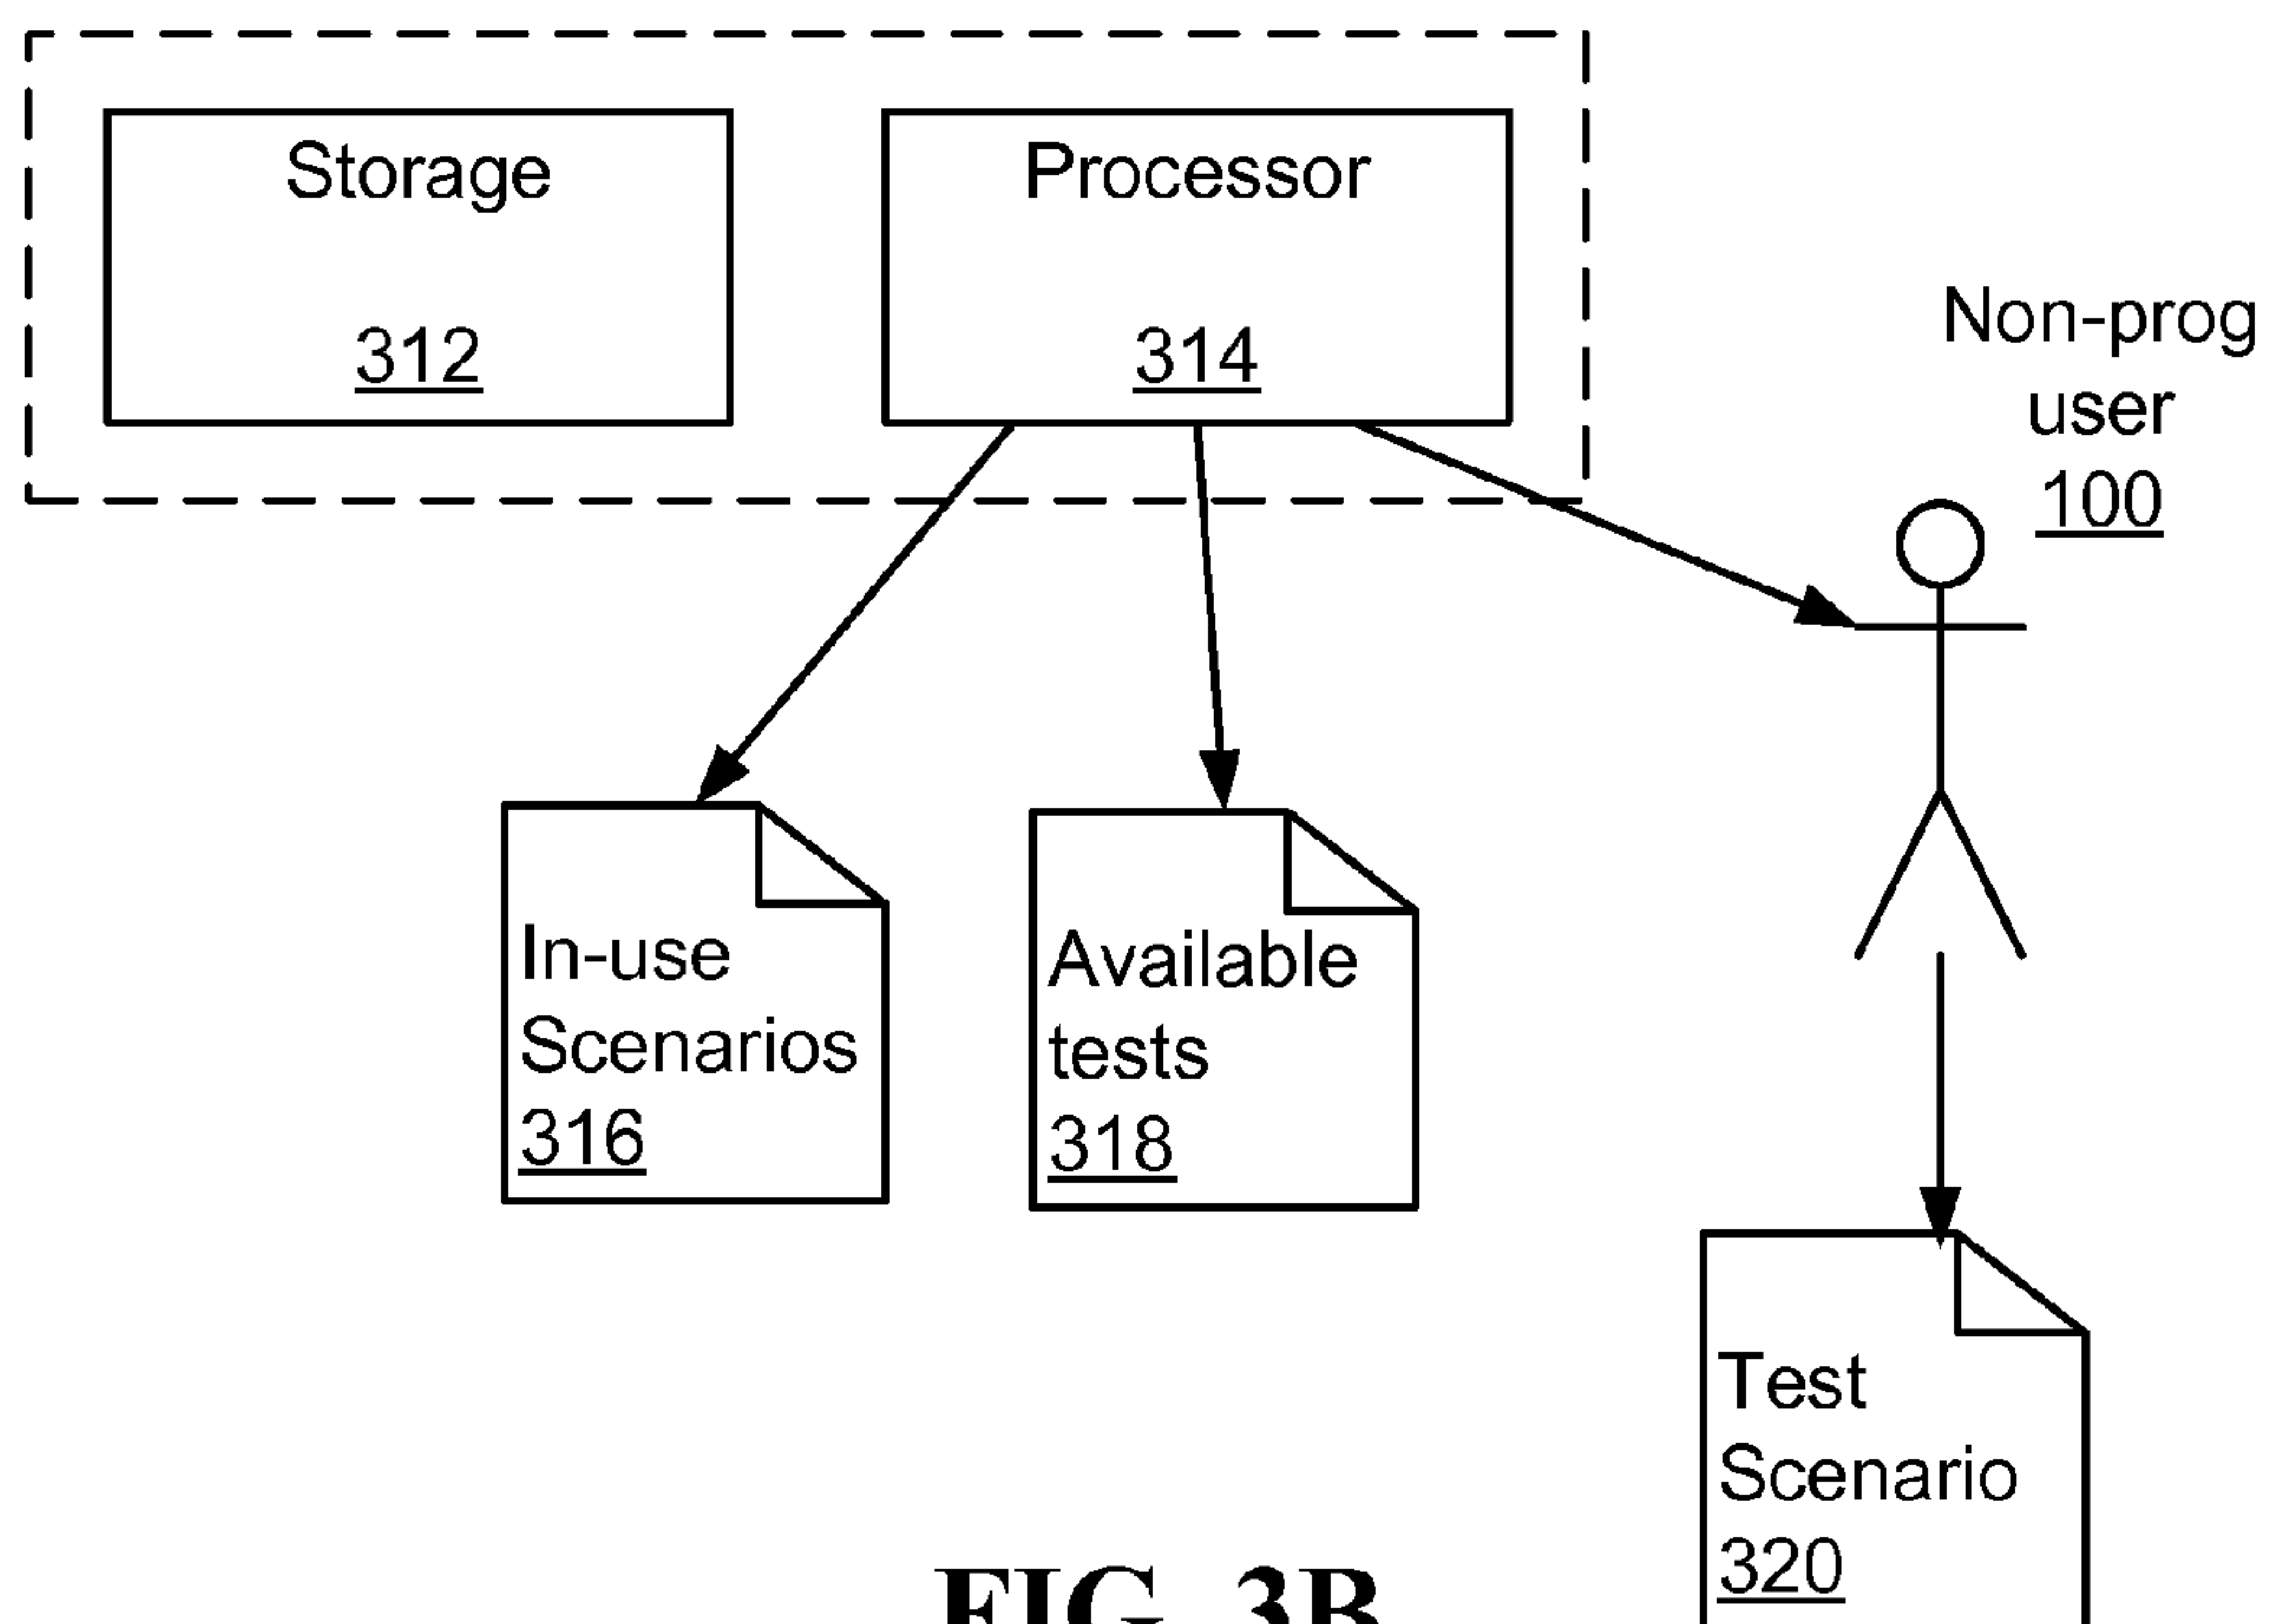 Storage
312
Processor
314
Non-prog
user
100
In-use
Scenarios
316
Available
tests
318
Test
Scenario
320
FIG. 3B